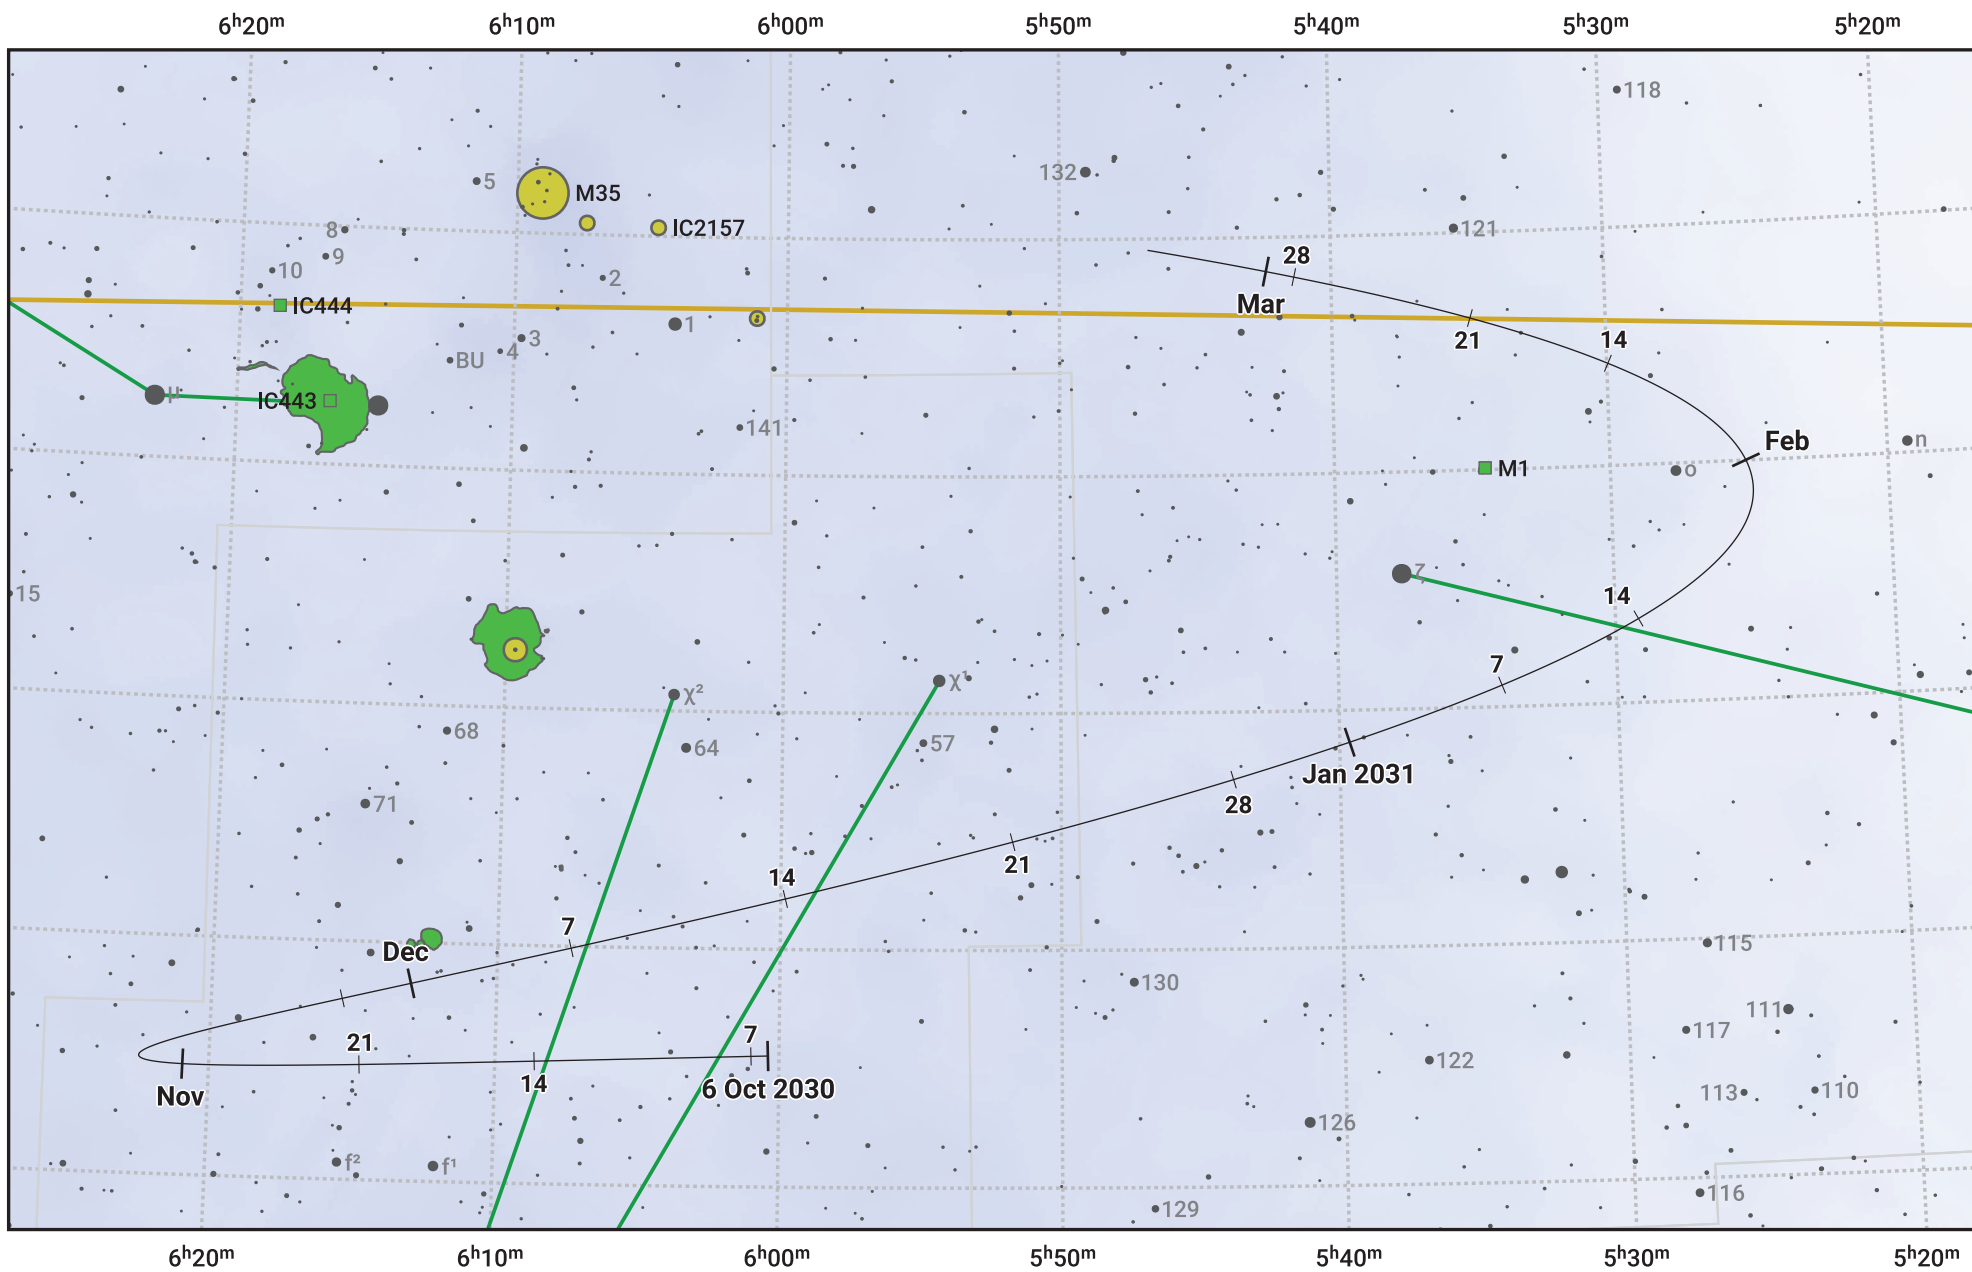 6ʰ20ᵐ 6ʰ10ᵐ 6ʰ00ᵐ 5ʰ50ᵐ 5ʰ40ᵐ 5ʰ30ᵐ 5ʰ20ᵐ
118
132
5 M35
8 IC2157 121
9
10 2 28
IC444 Mar
1
3 21 14
4
BU
μ IC443
141 Feb n
M1 ο
ζ
15 14
7
χ² χ¹
68 64 57
Jan 2031
71 28
21
14
7
Dec 115
130
111
117
21 7
122
Nov 14 6 Oct 2030 113 110
126
f² f¹
116
129
6ʰ20ᵐ 6ʰ10ᵐ 6ʰ00ᵐ 5ʰ50ᵐ 5ʰ40ᵐ 5ʰ30ᵐ 5ʰ20ᵐ